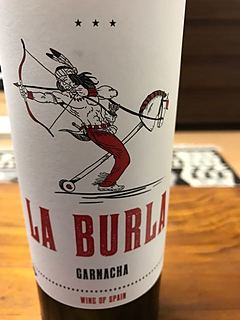 LA BURLA
GARNACHA
WINE OF SPAIN